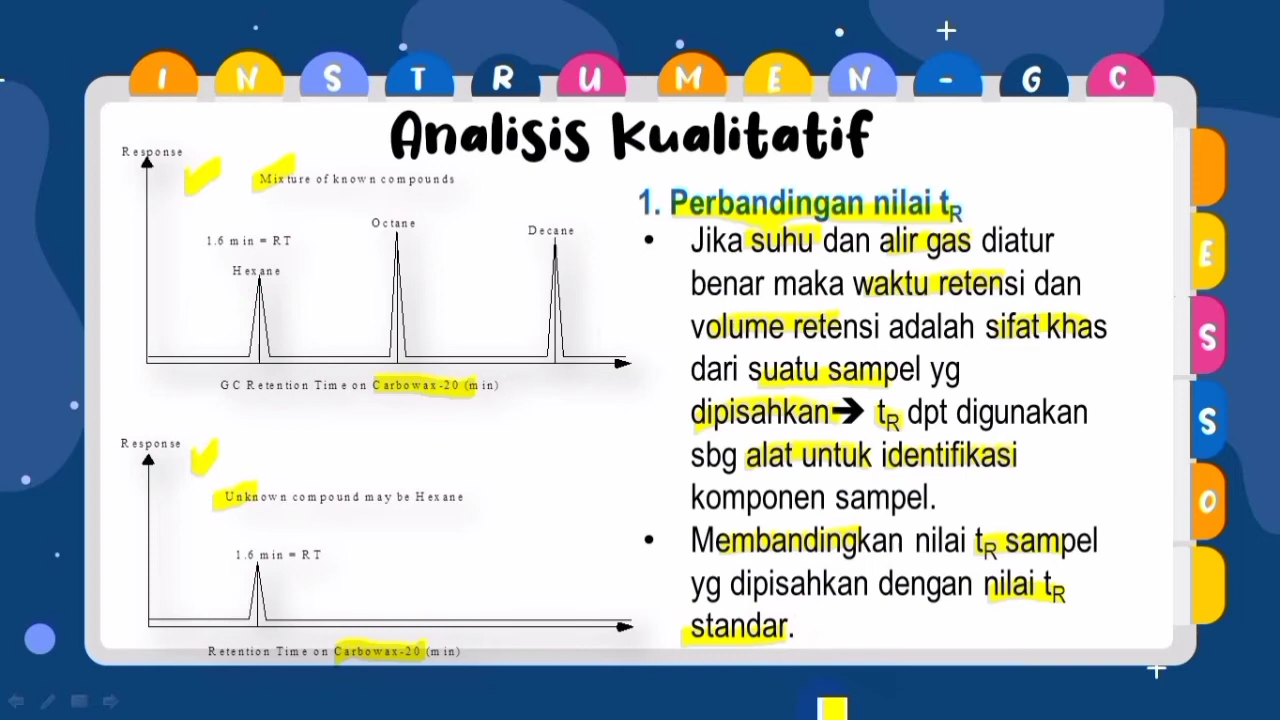 INSTRUMEN-GC
Analisis Kualitatif
Response
Mixture of known compounds
Octane
Decane
1.6 min = RT
Hexane
GC Retention Time on Carbowax-20 (min)
Response
Unknown compound may be Hexane
1.6 min = RT
Retention Time on Carbowax-20 (min)
1. Perbandingan nilai tR
• Jika suhu dan alir gas diatur
benar maka waktu retensi dan
volume retensi adalah sifat khas
dari suatu sampel yg
dipisahkan➔ tR dpt digunakan
sbg alat untuk identifikasi
komponen sampel.
• Membandingkan nilai tR sampel
yg dipisahkan dengan nilai tR
standar.
E
S
S
O